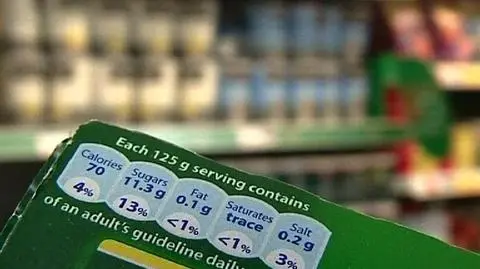 Each 125 g serving contains
Calories Sugars Fat Saturates Salt
70 11.3 g 0.1 g trace 0.2 g
4% 13% <1% <1% 3%
of an adult's guideline daily